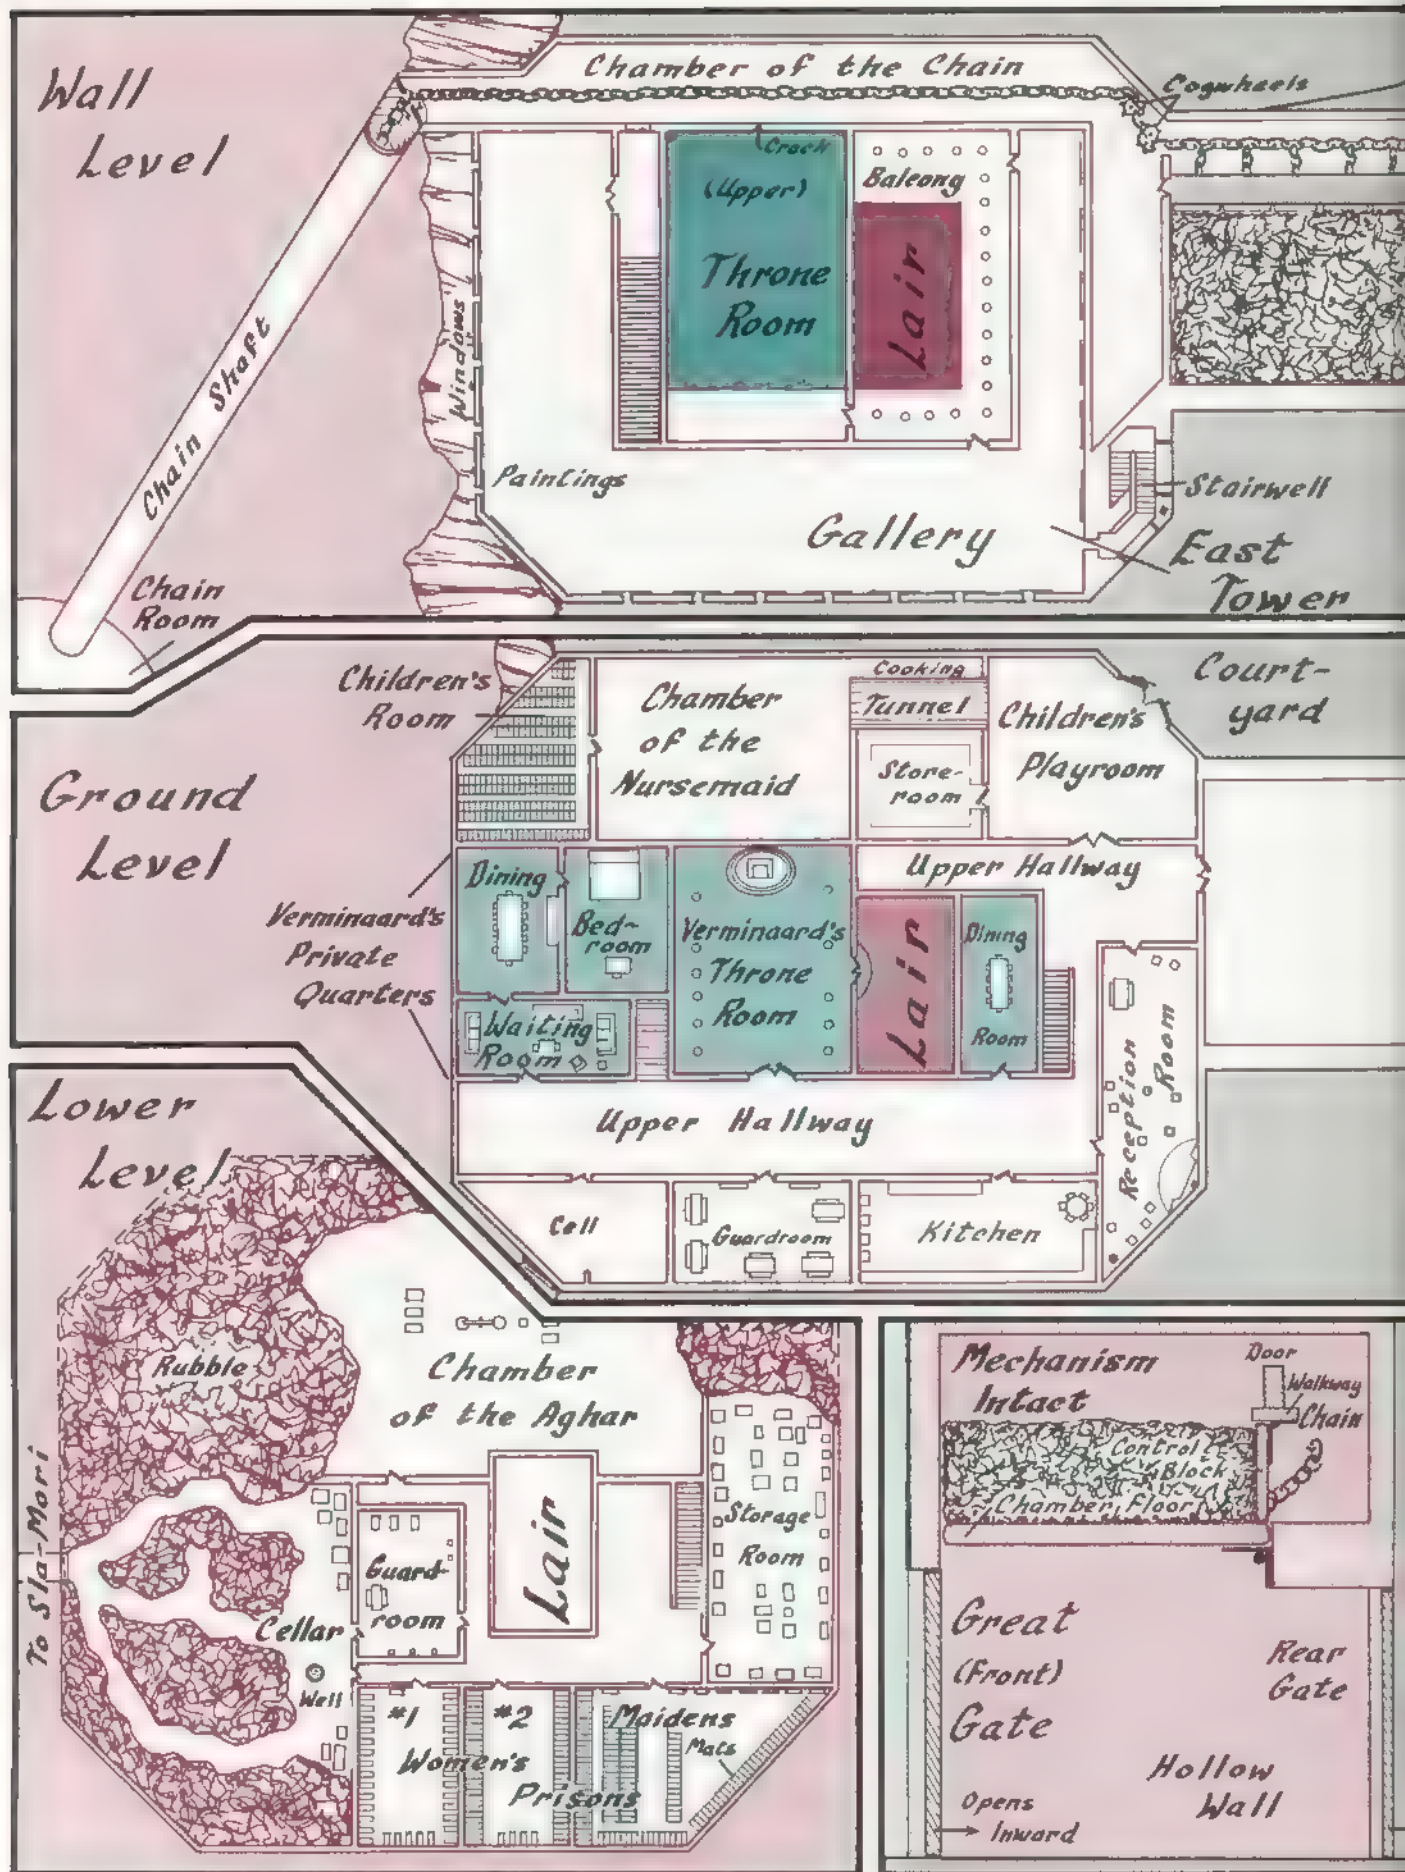 Wall
Level
Chamber of the Chain
Cogwheels
Crack
(Upper)
Throne
Room
Balcony
Lair
Windows
Chain Shaft
Paintings
Gallery
Stairwell
East
Tower
Chain
Room
Ground
Level
Children's
Room
Chamber
of the
Nursemaid
Cooking
Tunnel
Store-
room
Children's
Playroom
Court-
yard
Verminaard's
Private
Quarters
Dining
Bed-
room
Waiting
Room
Verminaard's
Throne
Room
Lair
Upper Hallway
Dining
Room
Reception
Room
Upper Hallway
Cell
Guardroom
Kitchen
Lower
Level
Rubble
Chamber
of the Aghar
To Sla-Mori
Cellar
Well
Guard-
room
Lair
Storage
Room
#1
#2
Women's
Prisons
Maidens
Mats
Mechanism
Intact
Door
Walkway
Chain
Control
Block
Chamber Floor
Great
(Front)
Gate
Rear
Gate
Hollow
Wall
Opens
Inward